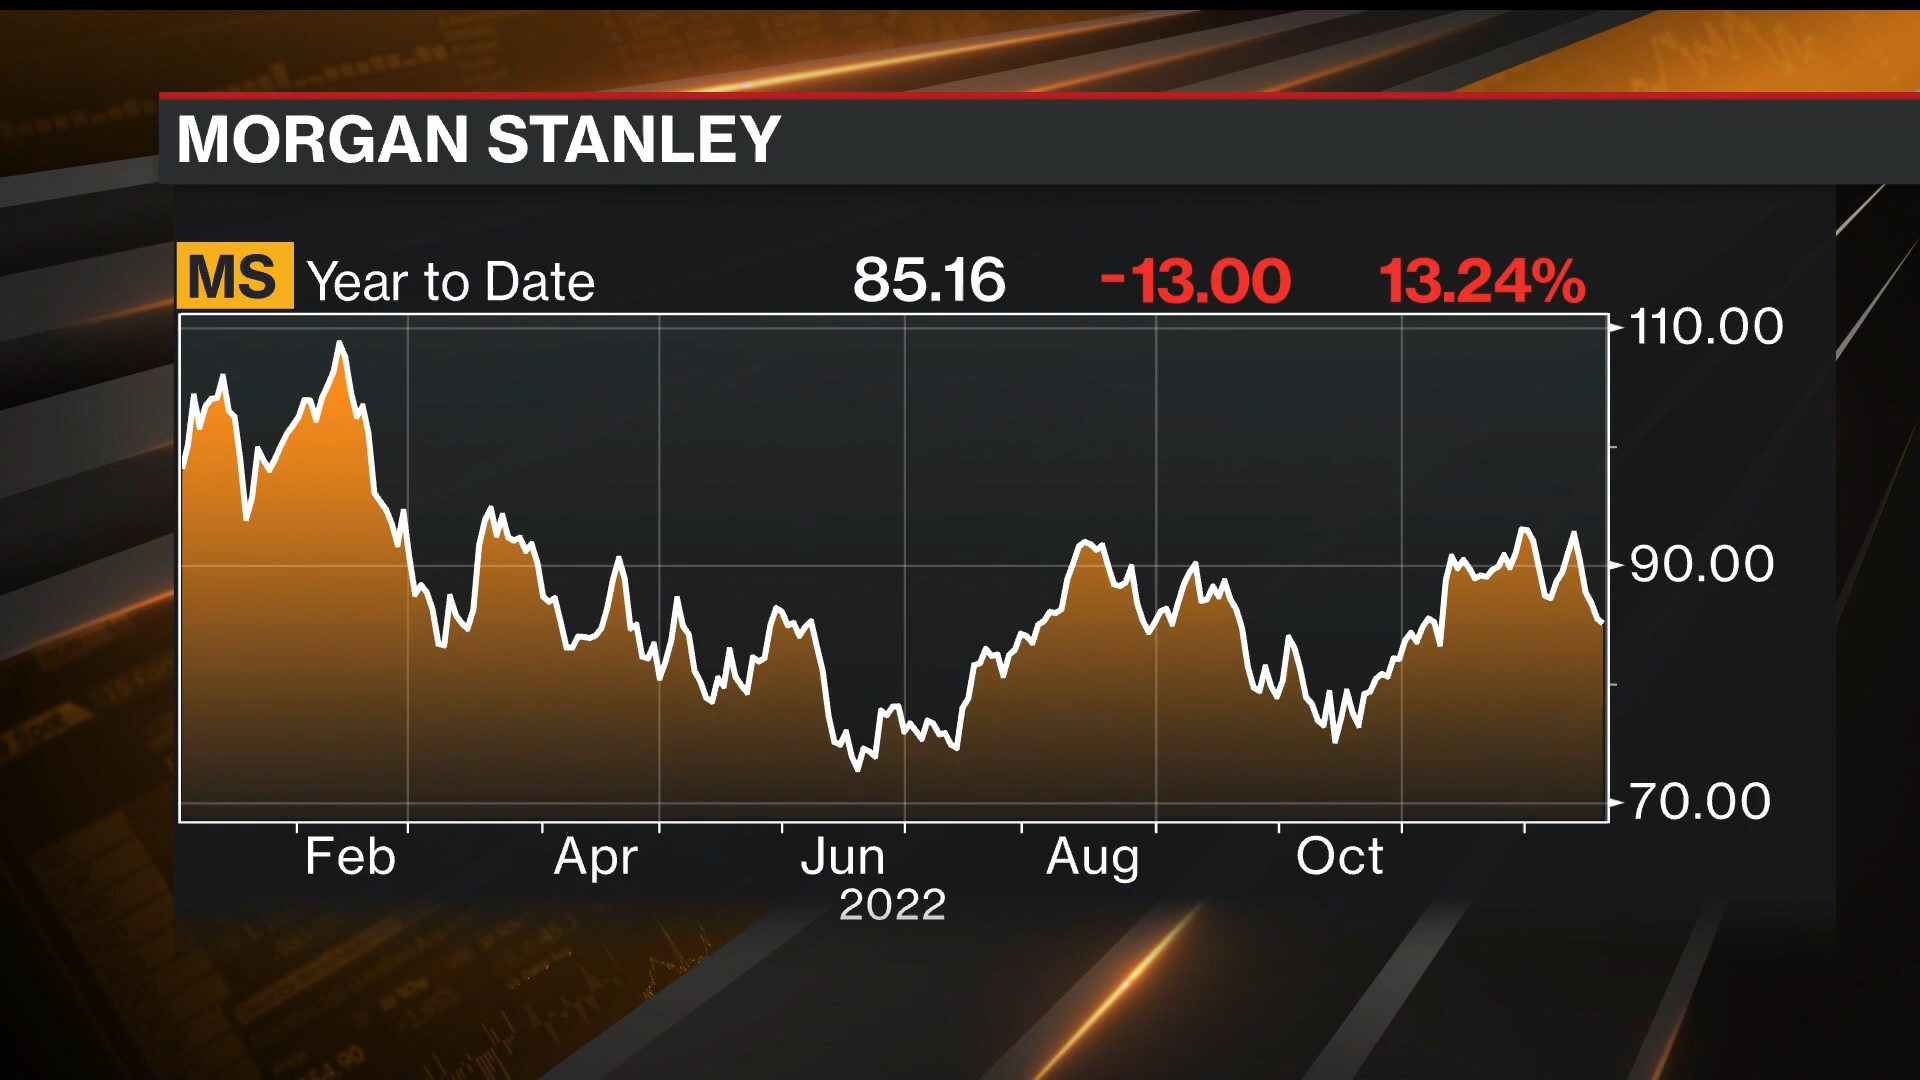 MORGAN STANLEY
MS Year to Date 85.16 -13.00 13.24%
110.00
90.00
70.00
Feb Apr Jun Aug Oct
2022